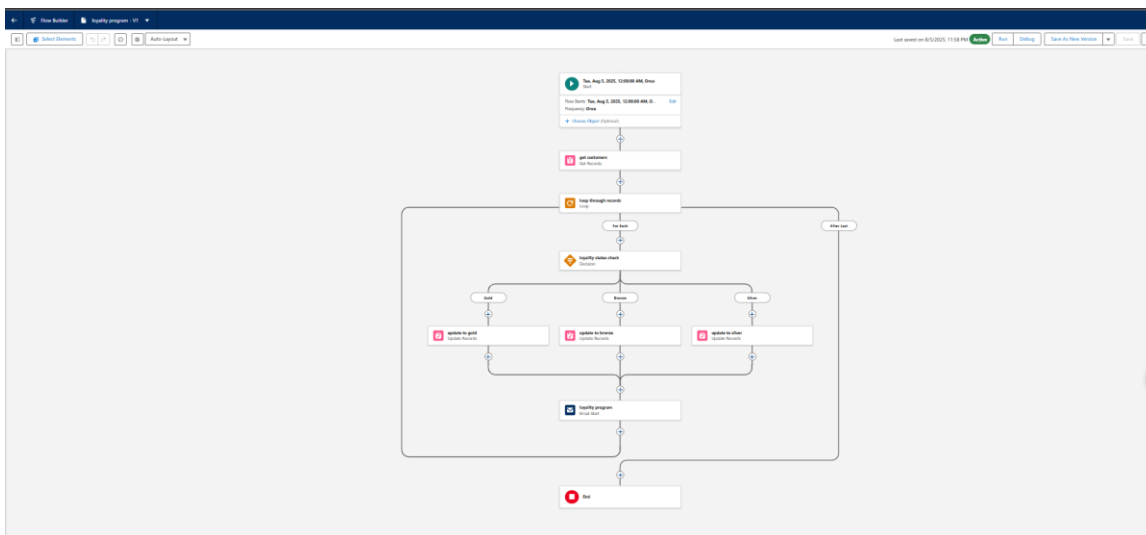 Flow Builder
loyality program - V1
Select Elements
Auto-Layout
Last saved on 8/5/2025, 11:58 PM
Active
Run
Debug
Save As New Version
Save
Tue, Aug 5, 2025, 12:00:00 AM, Once
Start
Flow Starts: Tue, Aug 5, 2025, 12:00:00 AM, O...
Edit
Frequency: Once
+ Choose Object (Optional)
get customers
Get Records
loop through records
Loop
For Each
After Last
loyality status check
Decision
Gold
Bronze
Silver
update to gold
Update Records
update to bronze
Update Records
update to silver
Update Records
loyality program
Email Alert
End